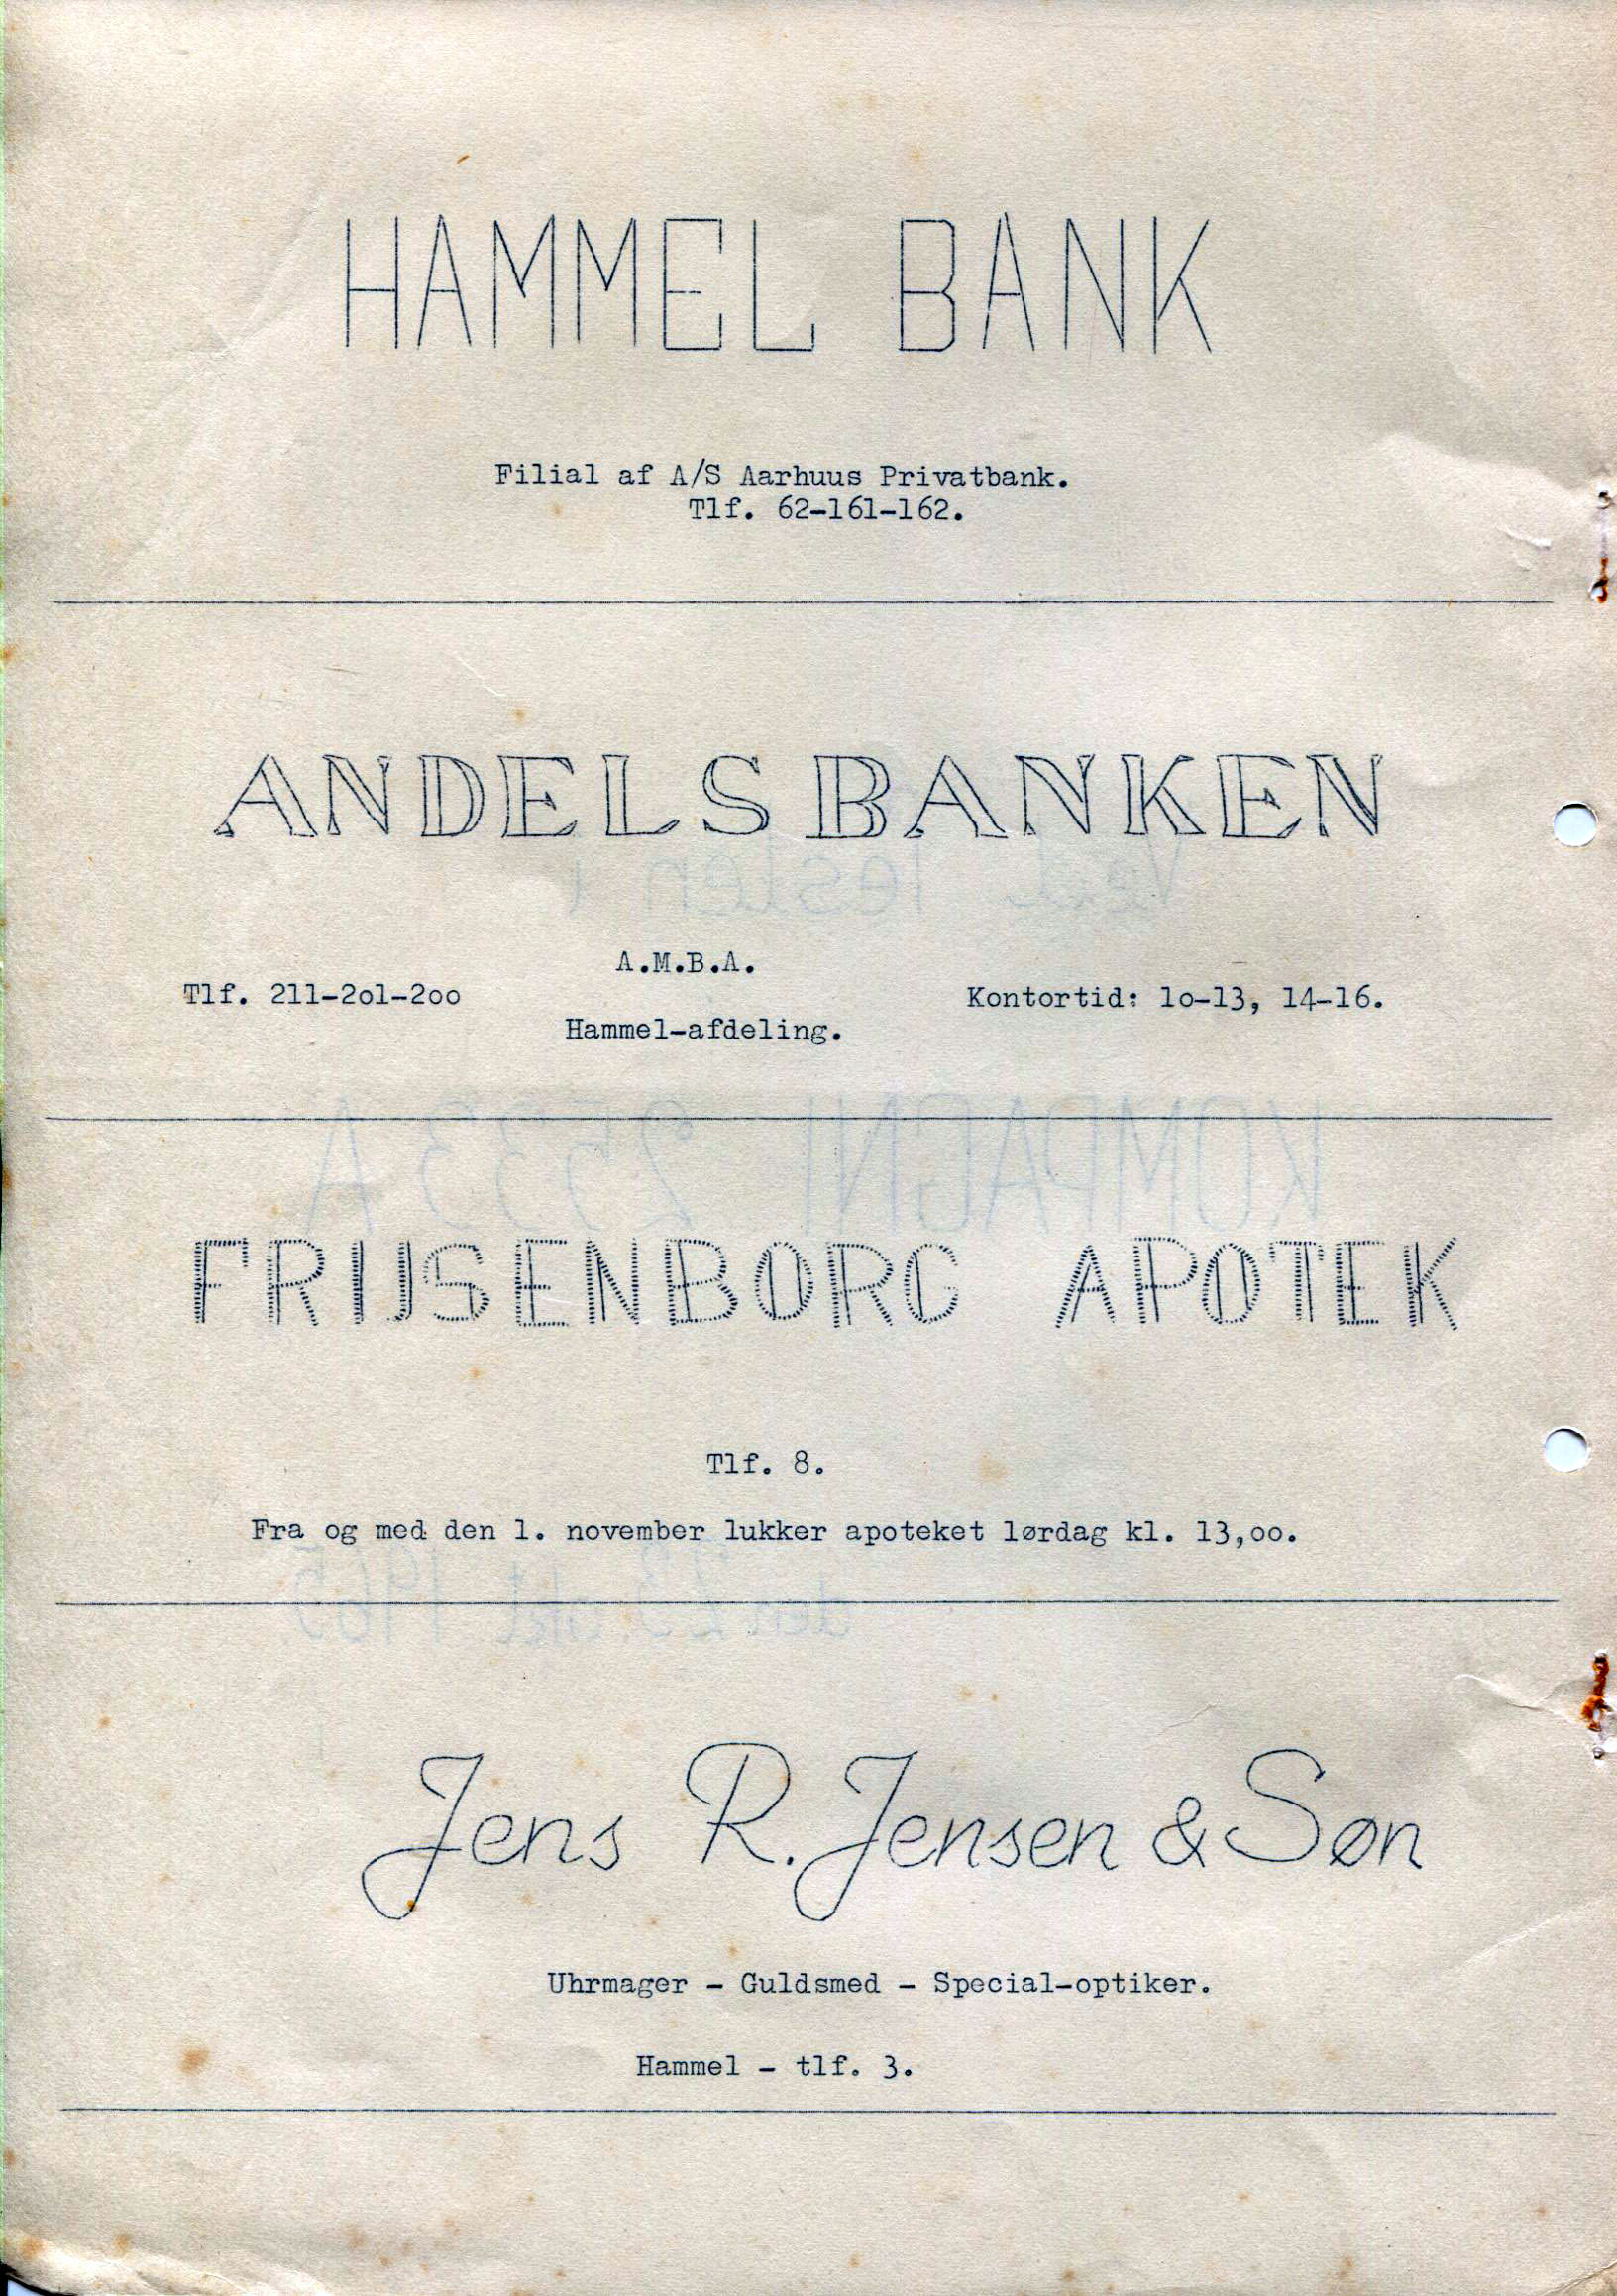 HAMMEL BANK
Filial af A/S Aarhuus Privatbank.
Tlf. 62-161-162.
ANDELSBANKEN
A.M.B.A.
Tlf. 211-2o1-2oo Kontortid: 1o-13, 14-16.
Hammel-afdeling.
FRIJSENBORG APOTEK
Tlf. 8.
Fra og med den 1. november lukker apoteket lørdag kl. 13,oo.
Jens R. Jensen & Søn
Uhrmager - Guldsmed - Special-optiker.
Hammel - tlf. 3.